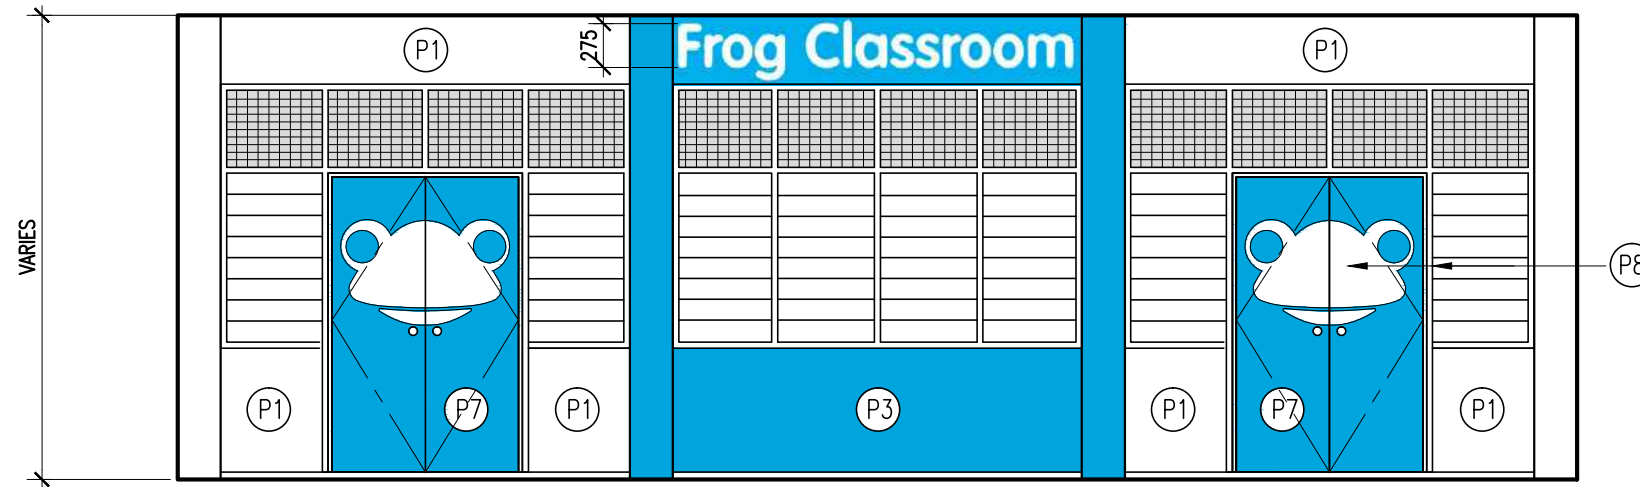 P1
275
Frog Classroom
P1
VARIES
P8
P1
P7
P1
P3
P1
P7
P1